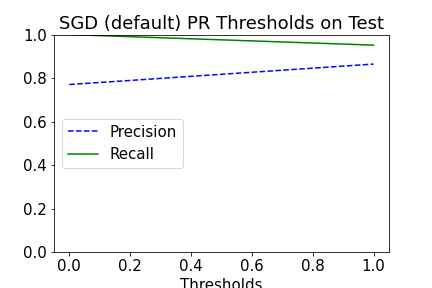 SGD (default) PR Thresholds on Test
1.0
0.8
0.6
0.4
0.2
0.0
Precision
Recall
0.0 0.2 0.4 0.6 0.8 1.0
Thresholds